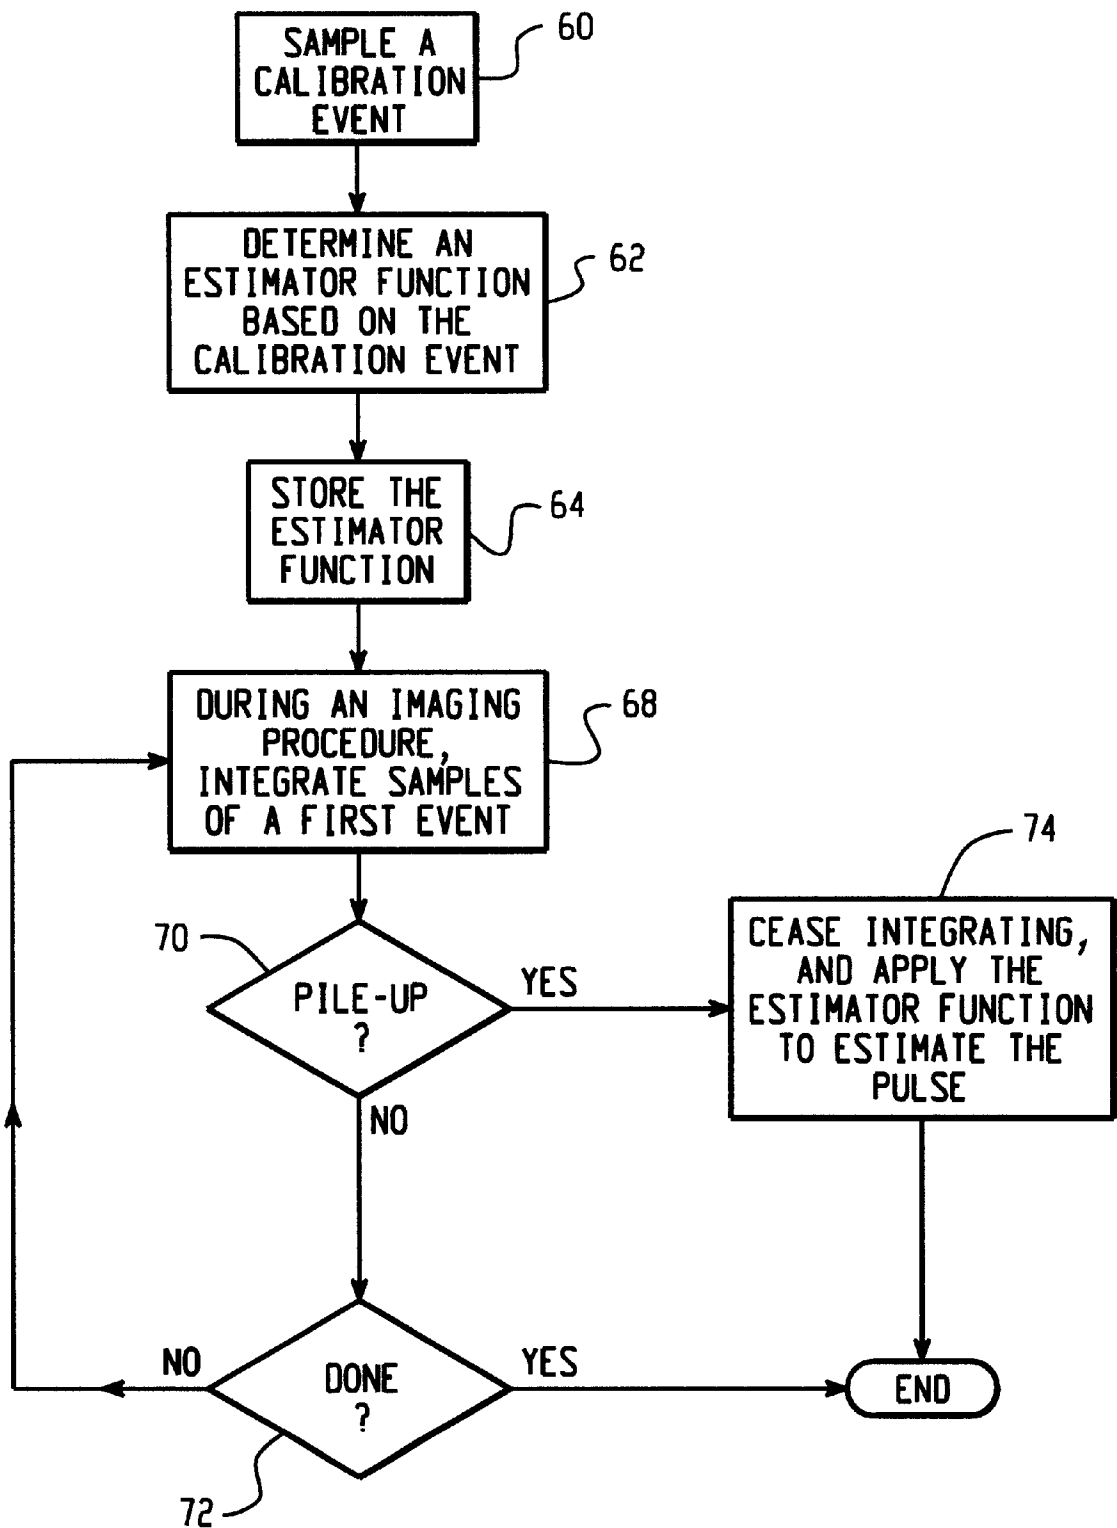 SAMPLE A
CALIBRATION
EVENT
60
DETERMINE AN
ESTIMATOR FUNCTION
BASED ON THE
CALIBRATION EVENT
62
STORE THE
ESTIMATOR
FUNCTION
64
DURING AN IMAGING
PROCEDURE,
INTEGRATE SAMPLES
OF A FIRST EVENT
68
70
PILE-UP
?
YES
NO
74
CEASE INTEGRATING,
AND APPLY THE
ESTIMATOR FUNCTION
TO ESTIMATE THE
PULSE
NO
DONE
?
YES
72
END